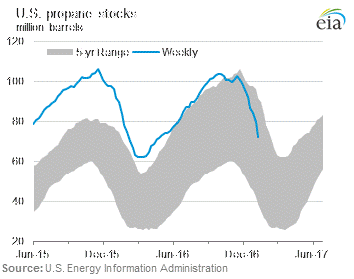 U.S. propane stocks
million barrels
eia
120
5-yr Range Weekly
100
80
60
40
20
Jun-15 Dec-15 Jun-16 Dec-16 Jun-17
Source: U.S. Energy Information Administration